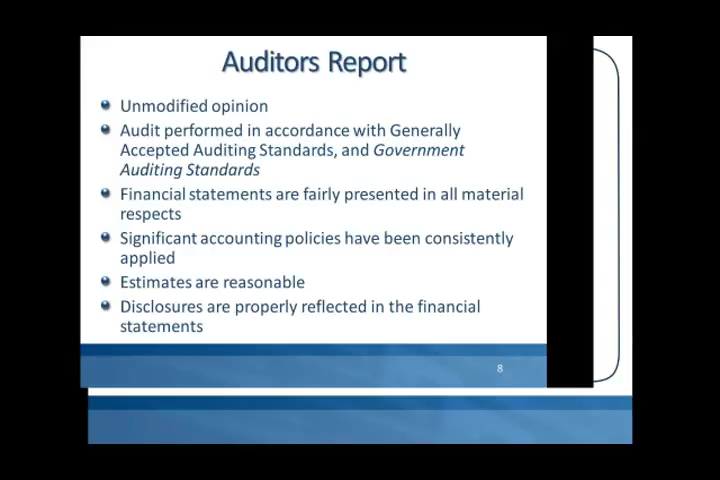 Auditors Report
Unmodified opinion
Audit performed in accordance with Generally
Accepted Auditing Standards, and Government
Auditing Standards
Financial statements are fairly presented in all material
respects
Significant accounting policies have been consistently
applied
Estimates are reasonable
Disclosures are properly reflected in the financial
statements
8